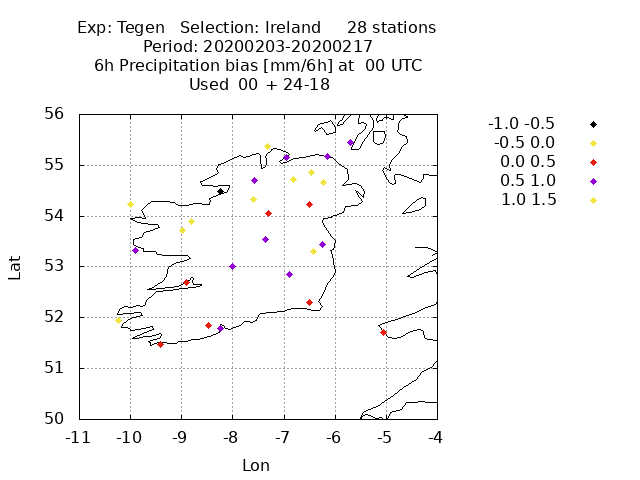 Exp: Tegen   Selection: Ireland     28 stations
Period: 20200203-20200217
6h Precipitation bias [mm/6h] at  00 UTC
Used  00  + 24-18
-1.0 -0.5
-0.5 0.0
0.0 0.5
0.5 1.0
1.0 1.5
56
55
54
53
52
51
50
Lat
-11 -10 -9 -8 -7 -6 -5 -4
Lon